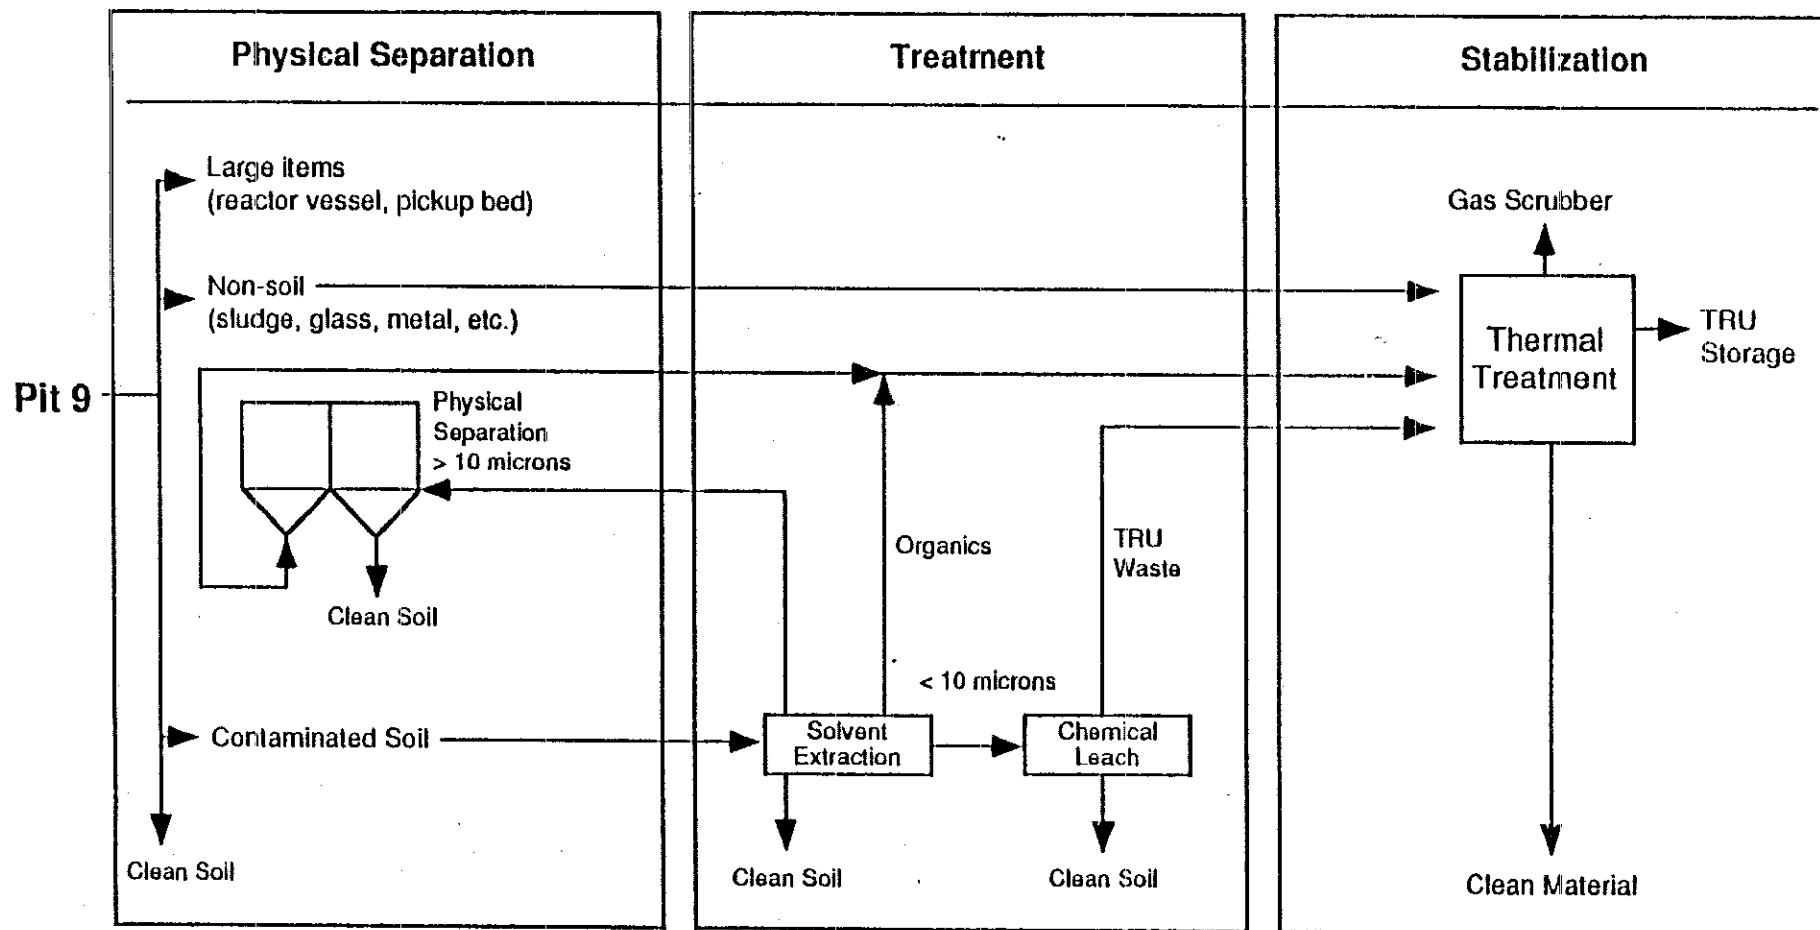 Physical Separation
Treatment
Stabilization
Large items
(reactor vessel, pickup bed)
Gas Scrubber
Non-soil
(sludge, glass, metal, etc.)
TRU
Storage
Thermal
Treatment
Pit 9
Physical
Separation
> 10 microns
Organics
TRU
Waste
Clean Soil
< 10 microns
Contaminated Soil
Solvent
Extraction
Chemical
Leach
Clean Soil
Clean Soil
Clean Soil
Clean Material